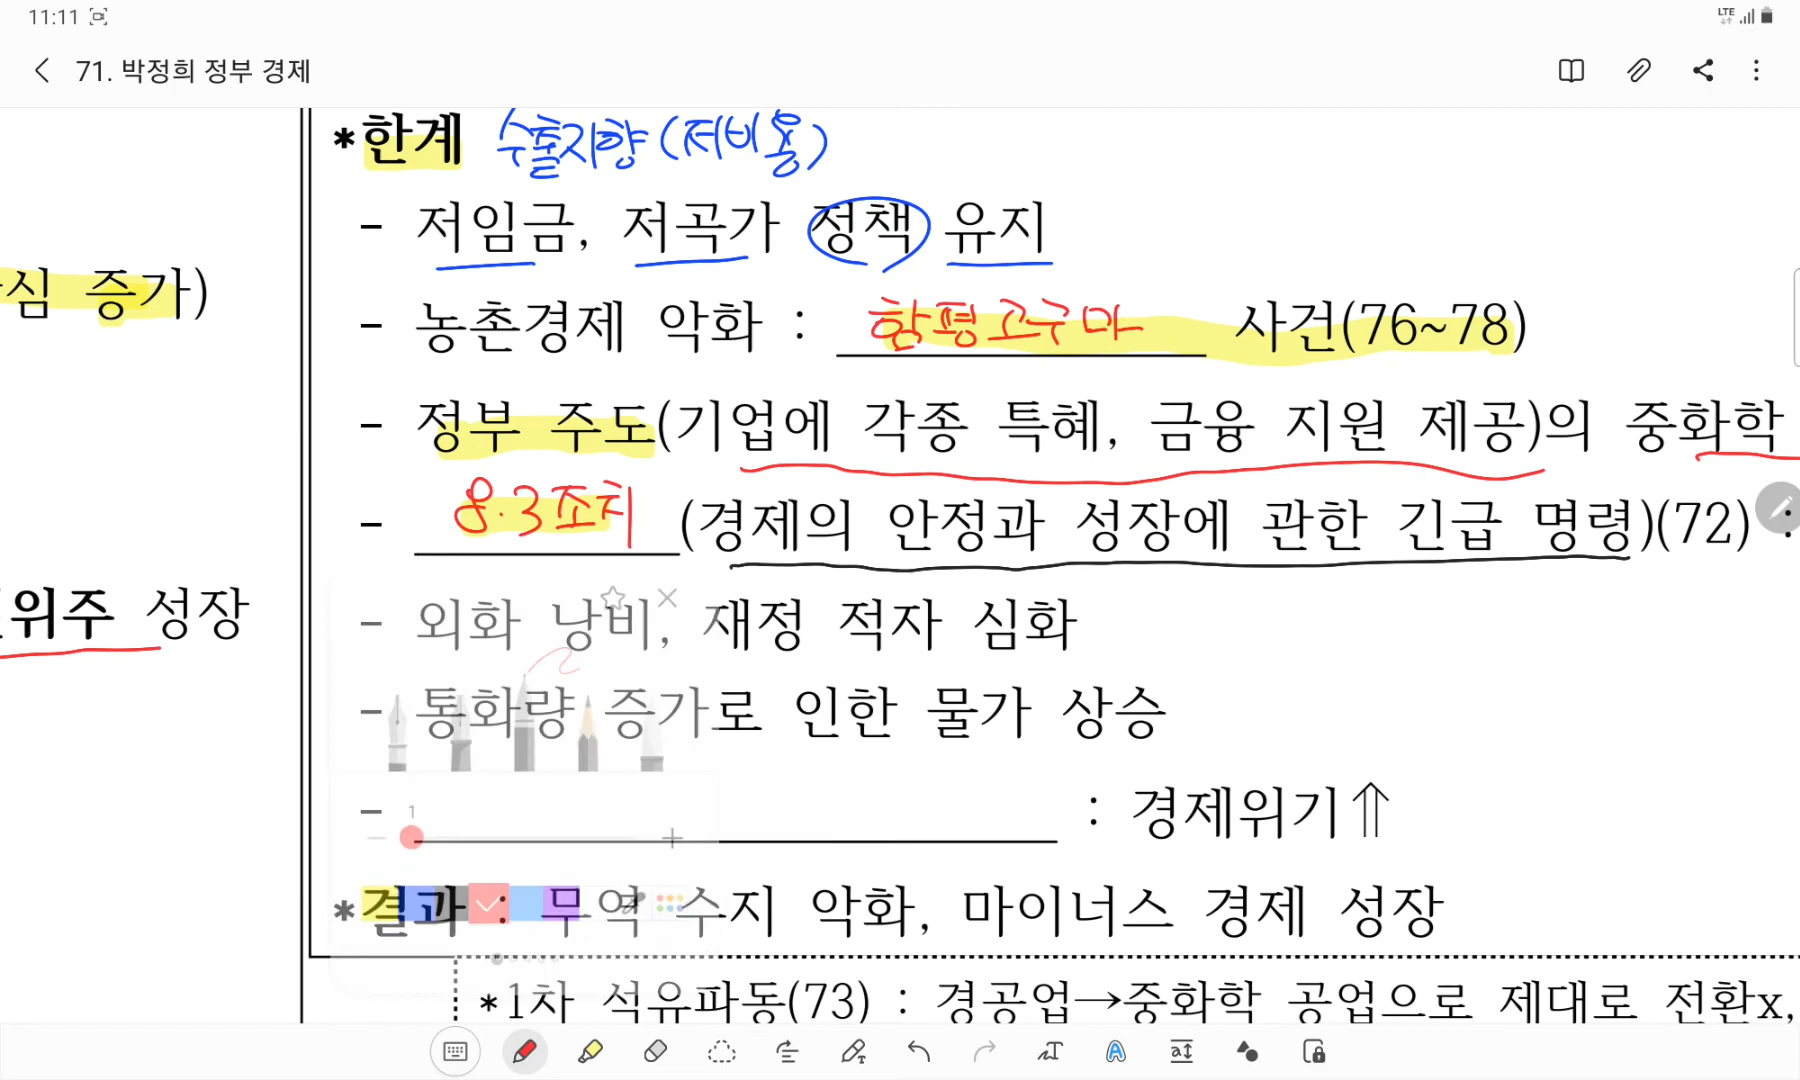 11:11
LTE
71. 박정희 정부 경제
*한계 수출지향(저비용)
- 저임금, 저곡가 정책 유지
심 증가)
- 농촌경제 악화 : 함평고구마 사건(76~78)
- 정부 주도(기업에 각종 특혜, 금융 지원 제공)의 중화학
- 8.3조치(경제의 안정과 성장에 관한 긴급 명령)(72) :
위주 성장
- 외화 낭비, 재정 적자 심화
- 통화량 증가로 인한 물가 상승
- : 경제위기⇑
1
*결과 : 무역 수지 악화, 마이너스 경제 성장
*1차 석유파동(73) : 경공업→중화학 공업으로 제대로 전환x,